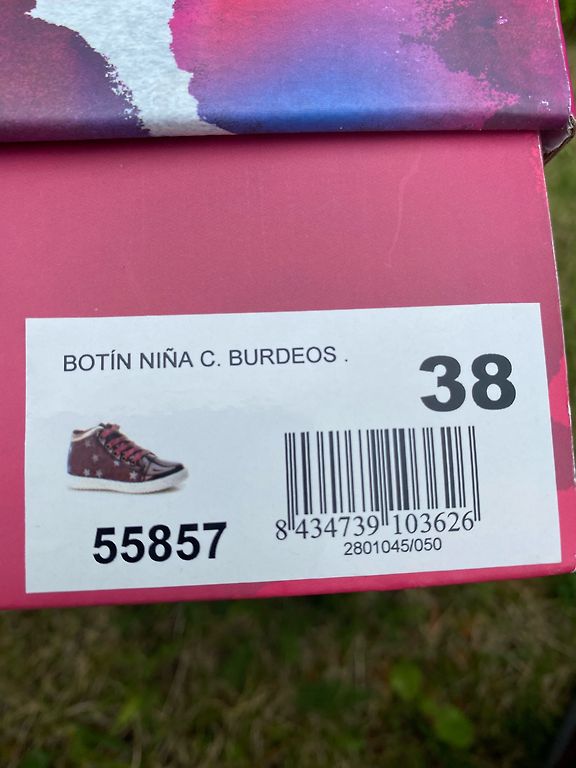 BOTÍN NIÑA C. BURDEOS .
38
55857
8 434739 103626
2801045/050